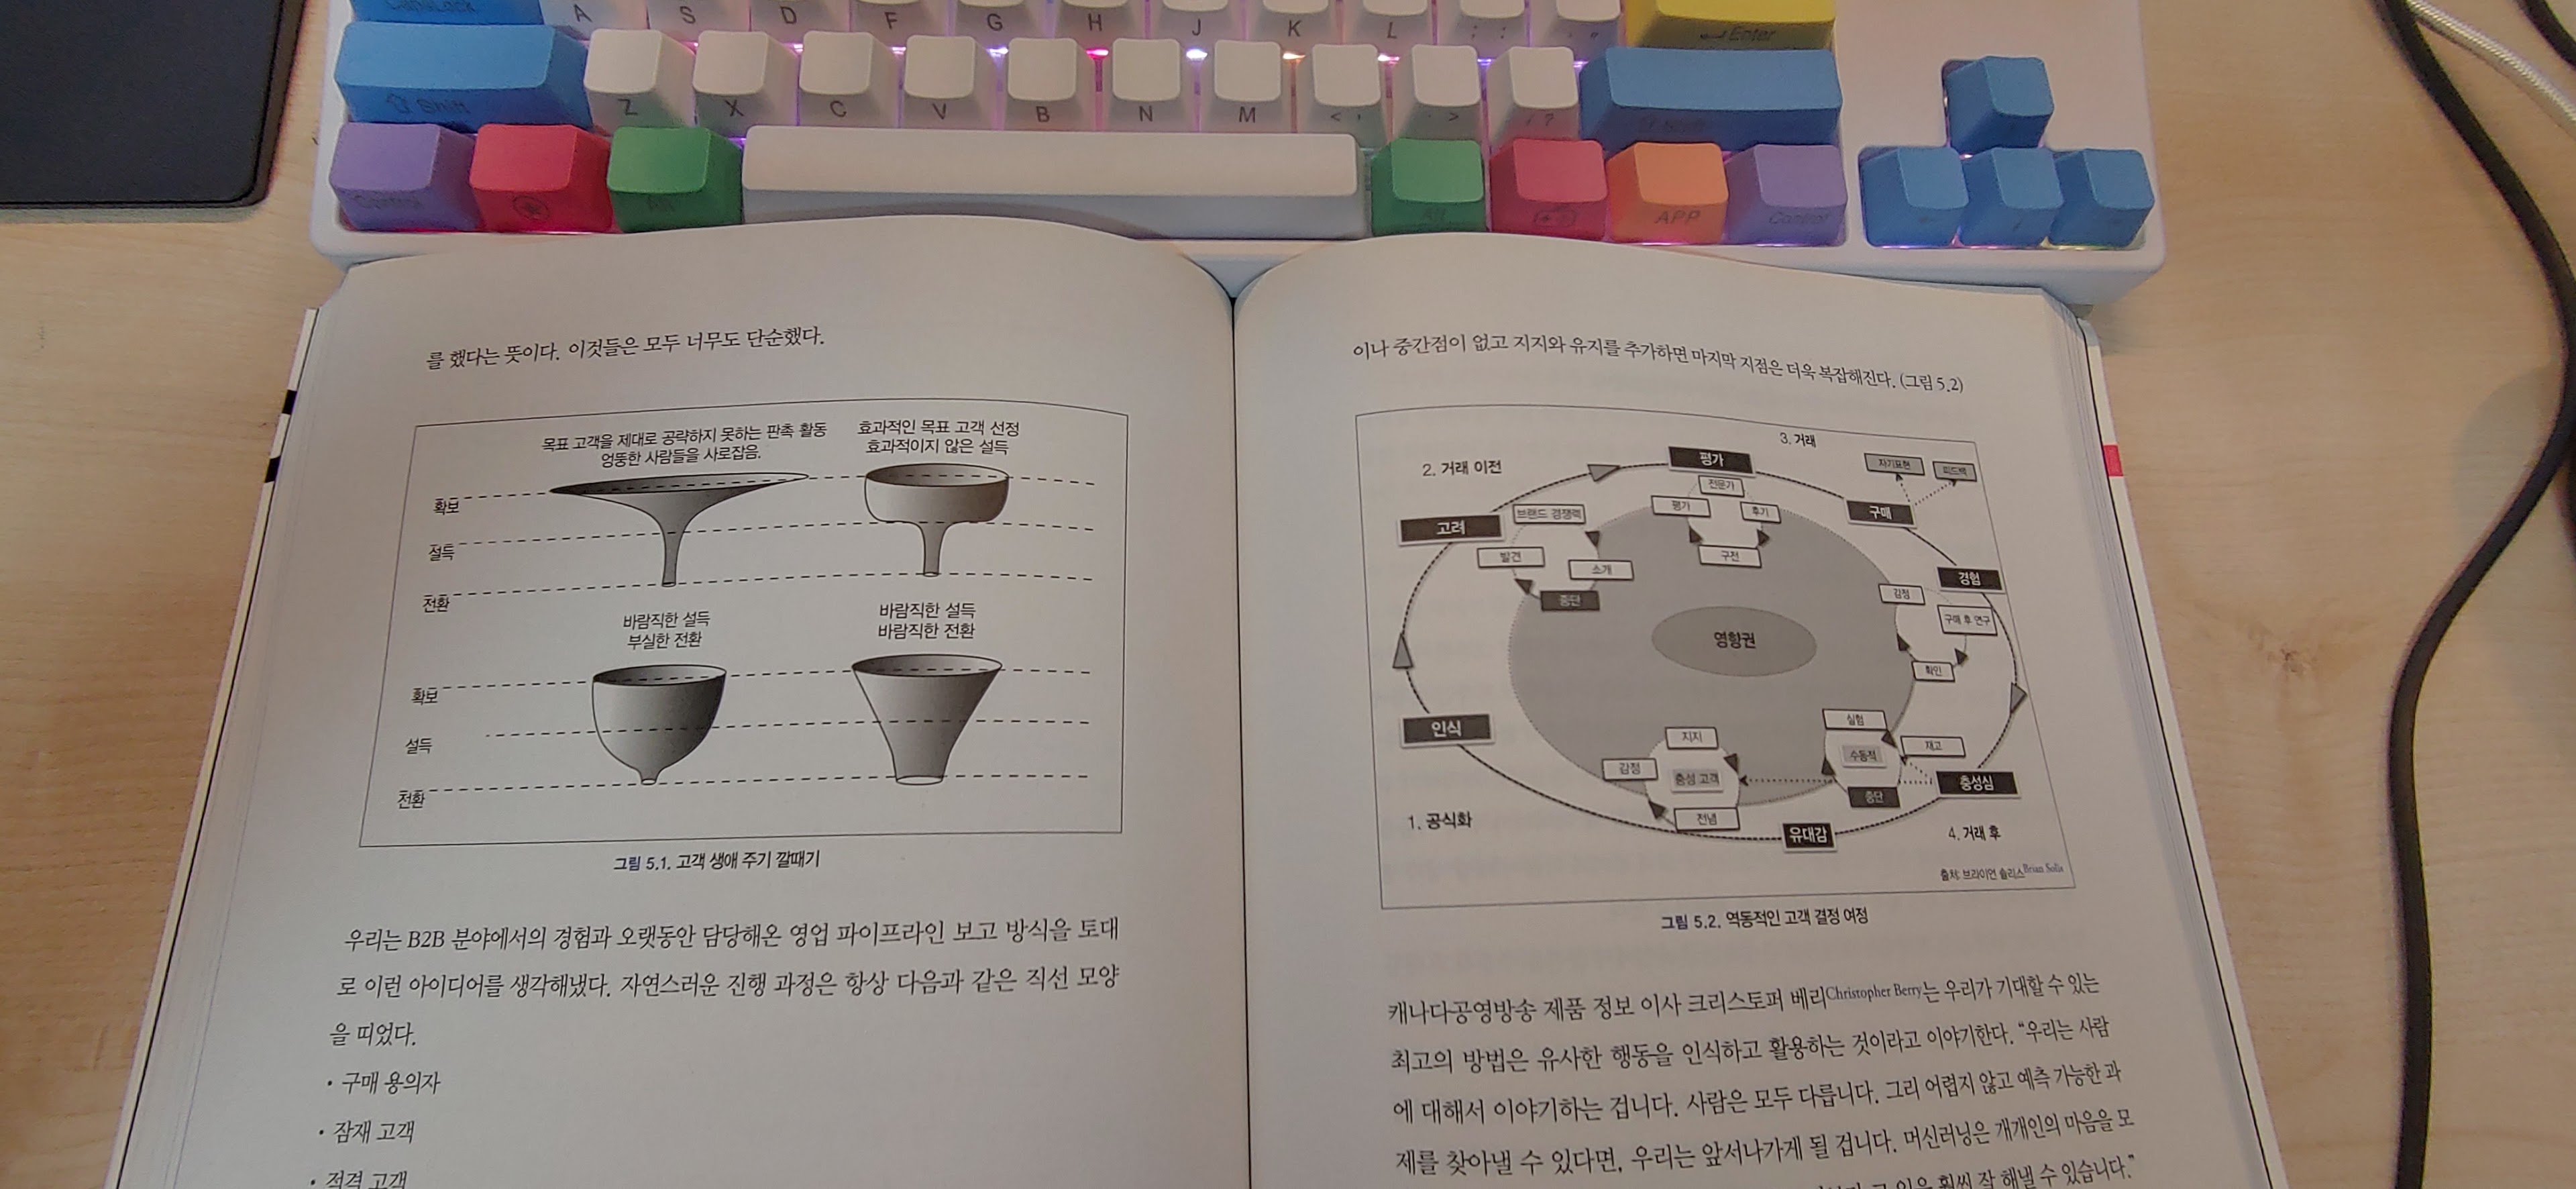 CapsLock
A S D F G H J K L ; : , "
Enter
Shift
Z X C V B N M < , . > / ?
Control
Alt
Alt
APP
Control
를 했다는 뜻이다. 이것들은 모두 너무도 단순했다.
목표 고객을 제대로 공략하지 못하는 판촉 활동
엉뚱한 사람들을 사로잡음.
효과적인 목표 고객 선정
효과적이지 않은 설득
확보
설득
전환
바람직한 설득
부실한 전환
바람직한 설득
바람직한 전환
확보
설득
전환
그림 5.1. 고객 생애 주기 깔때기
우리는 B2B 분야에서의 경험과 오랫동안 담당해온 영업 파이프라인 보고 방식을 토대
로 이런 아이디어를 생각해냈다. 자연스러운 진행 과정은 항상 다음과 같은 직선 모양
을 띠었다.
• 구매 용의자
• 잠재 고객
• 적격 고객
이나 중간점이 없고 지지와 유지를 추가하면 마지막 지점은 더욱 복잡해진다. (그림 5.2)
3. 거래
2. 거래 이전
평가
자기표현
피드백
전문가
평가
후기
구전
구매
고려
브랜드 경쟁력
발견
소개
중단
경험
감정
구매 후 연구
확인
영향권
인식
지지
감정
충성 고객
전념
실험
수동적
재고
중단
충성심
유대감
1. 공식화
4. 거래 후
출처: 브라이언 솔리스Brian Solis
그림 5.2. 역동적인 고객 결정 여정
캐나다공영방송 제품 정보 이사 크리스토퍼 베리Christopher Berry는 우리가 기대할 수 있는
최고의 방법은 유사한 행동을 인식하고 활용하는 것이라고 이야기한다. “우리는 사람
에 대해서 이야기하는 겁니다. 사람은 모두 다릅니다. 그리 어렵지 않고 예측 가능한 과
제를 찾아낼 수 있다면, 우리는 앞서나가게 될 겁니다. 머신러닝은 개개인의 마음을 모
훨씬 잘 해낼 수 있습니다.”